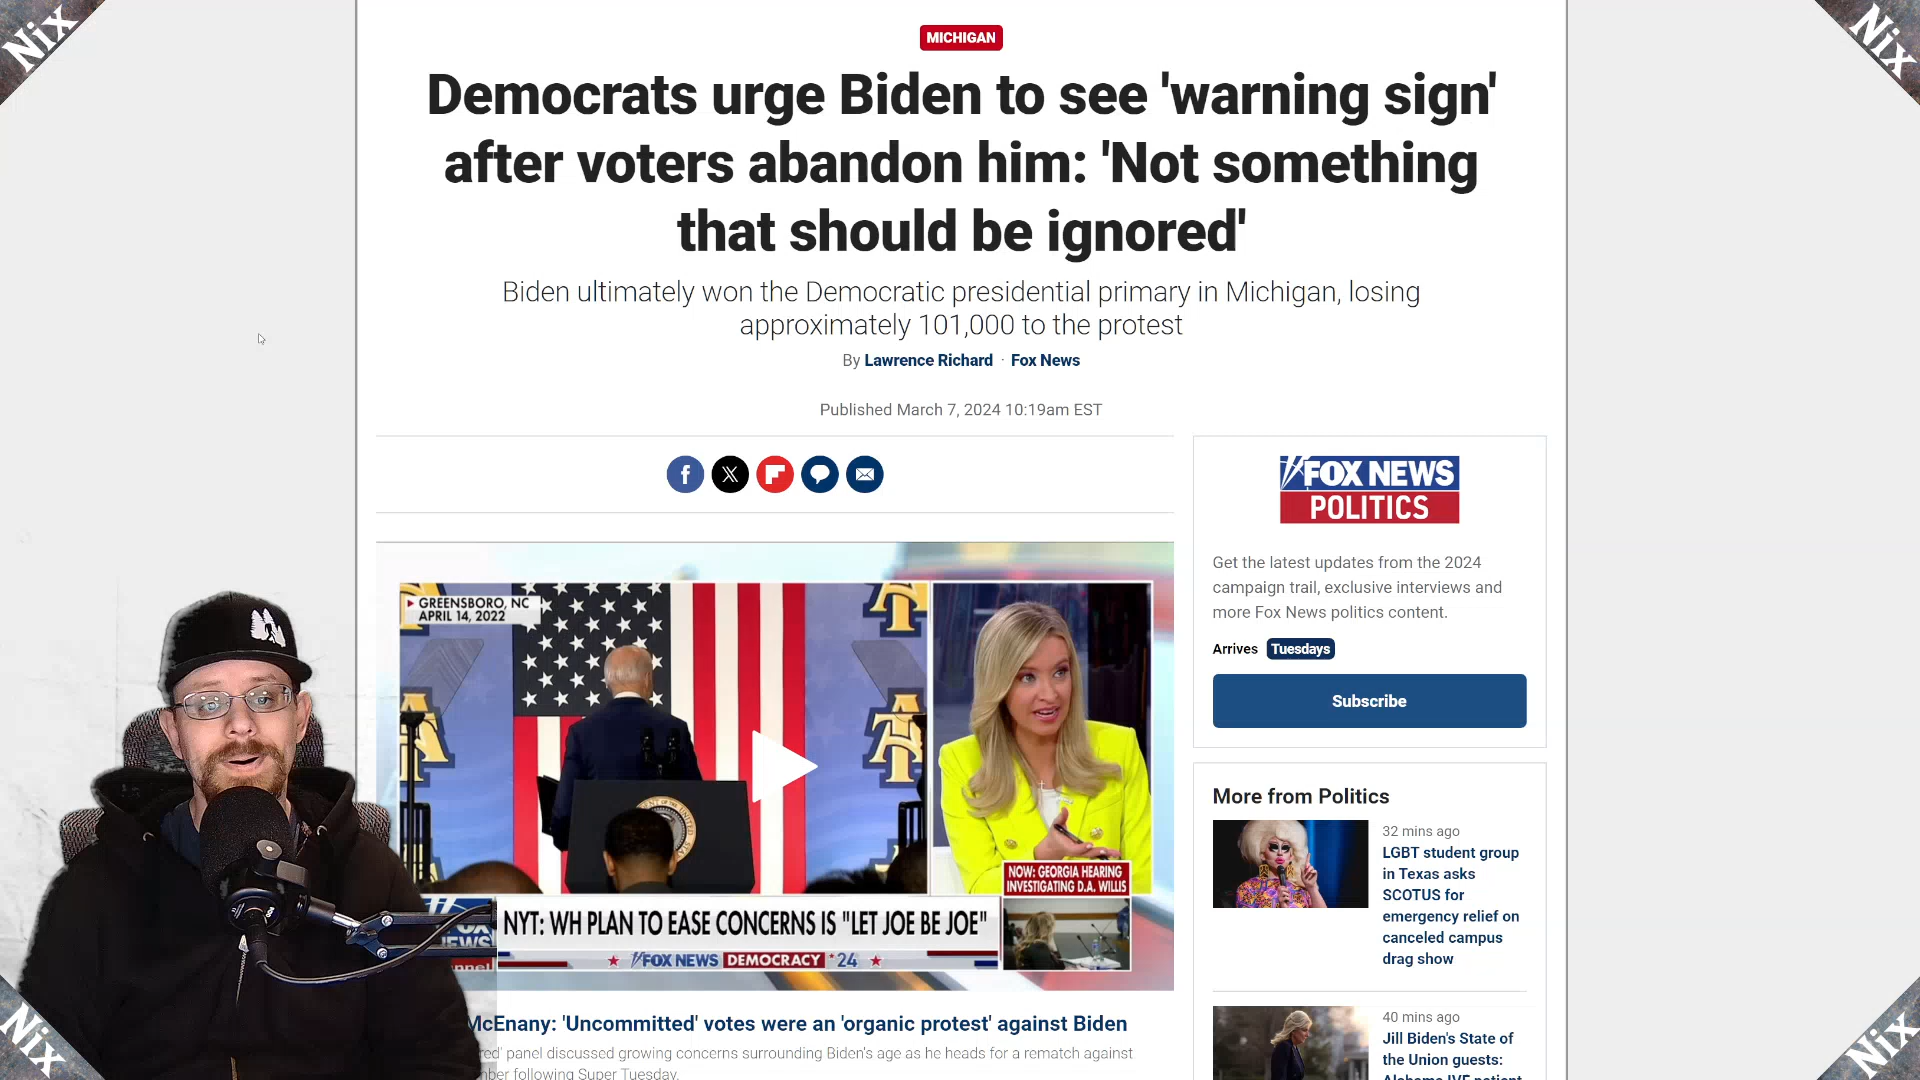 Nix
Nix
MICHIGAN
Democrats urge Biden to see 'warning sign'
after voters abandon him: 'Not something
that should be ignored'
Biden ultimately won the Democratic presidential primary in Michigan, losing
approximately 101,000 to the protest
By Lawrence Richard · Fox News
Published March 7, 2024 10:19am EST
GREENSBORO, NC
APRIL 14, 2022
NOW: GEORGIA HEARING
INVESTIGATING D.A. WILLIS
NYT: WH PLAN TO EASE CONCERNS IS "LET JOE BE JOE"
FOX NEWS DEMOCRACY '24
McEnany: 'Uncommitted' votes were an 'organic protest' against Biden
panel discussed growing concerns surrounding Biden's age as he heads for a rematch against
following Super Tuesday.
FOX NEWS
POLITICS
Get the latest updates from the 2024
campaign trail, exclusive interviews and
more Fox News politics content.
Arrives Tuesdays
Subscribe
More from Politics
32 mins ago
LGBT student group
in Texas asks
SCOTUS for
emergency relief on
canceled campus
drag show
40 mins ago
Jill Biden's State of
the Union guests:
Alabama IVF patient
Nix
Nix